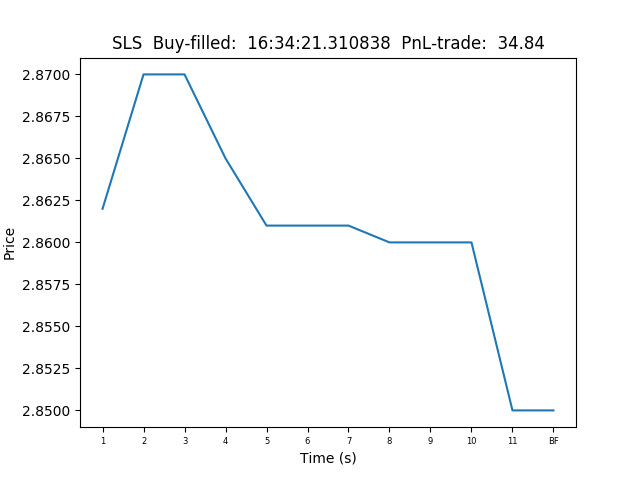 SLS  Buy-filled:  16:34:21.310838  PnL-trade:  34.84
2.8700
2.8675
2.8650
2.8625
2.8600
2.8575
2.8550
2.8525
2.8500
Price
1 2 3 4 5 6 7 8 9 10 11 BF
Time (s)